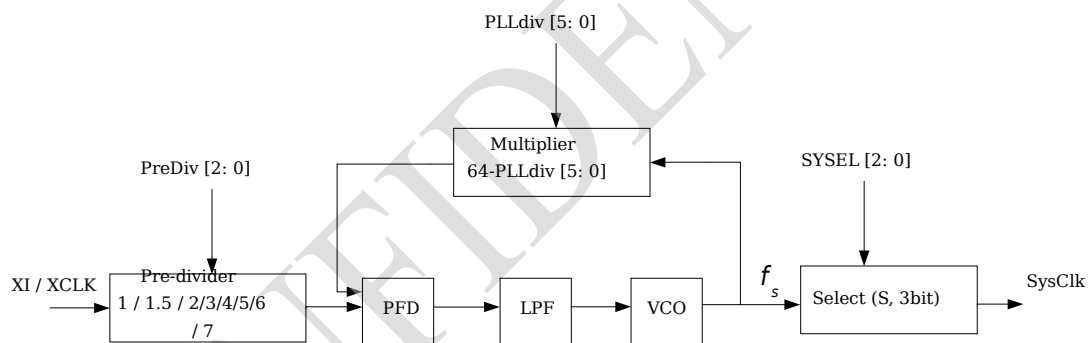 PLLdiv [5: 0]
Multiplier
64-PLLdiv [5: 0]
PreDiv [2: 0]
SYSEL [2: 0]
XI / XCLK
Pre-divider
1 / 1.5 / 2/3/4/5/6
/ 7
PFD
LPF
VCO
fs
Select (S, 3bit)
SysClk